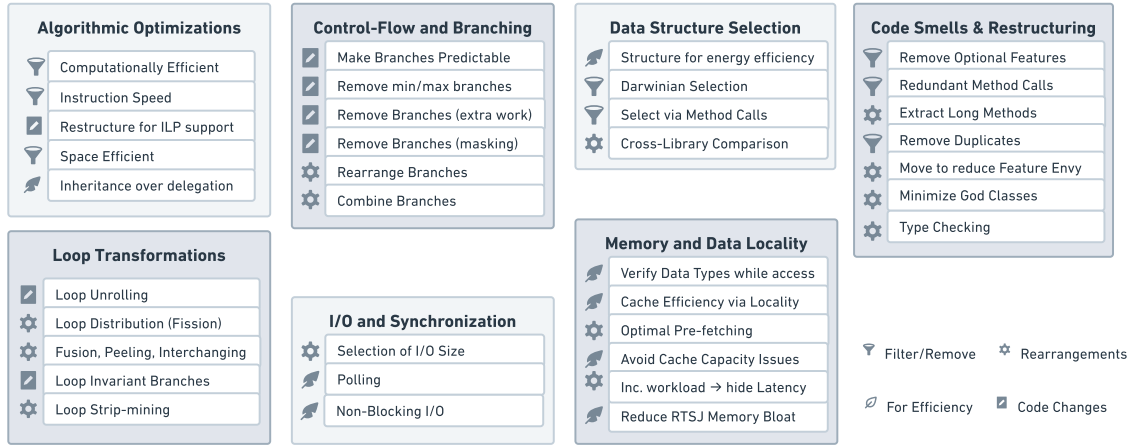 Algorithmic Optimizations
Computationally Efficient
Instruction Speed
Restructure for ILP support
Space Efficient
Inheritance over delegation
Loop Transformations
Loop Unrolling
Loop Distribution (Fission)
Fusion, Peeling, Interchanging
Loop Invariant Branches
Loop Strip-mining
Control-Flow and Branching
Make Branches Predictable
Remove min/max branches
Remove Branches (extra work)
Remove Branches (masking)
Rearrange Branches
Combine Branches
I/O and Synchronization
Selection of I/O Size
Polling
Non-Blocking I/O
Data Structure Selection
Structure for energy efficiency
Darwinian Selection
Select via Method Calls
Cross-Library Comparison
Memory and Data Locality
Verify Data Types while access
Cache Efficiency via Locality
Optimal Pre-fetching
Avoid Cache Capacity Issues
Inc. workload → hide Latency
Reduce RTSJ Memory Bloat
Code Smells & Restructuring
Remove Optional Features
Redundant Method Calls
Extract Long Methods
Remove Duplicates
Move to reduce Feature Envy
Minimize God Classes
Type Checking
Filter/Remove
Rearrangements
For Efficiency
Code Changes